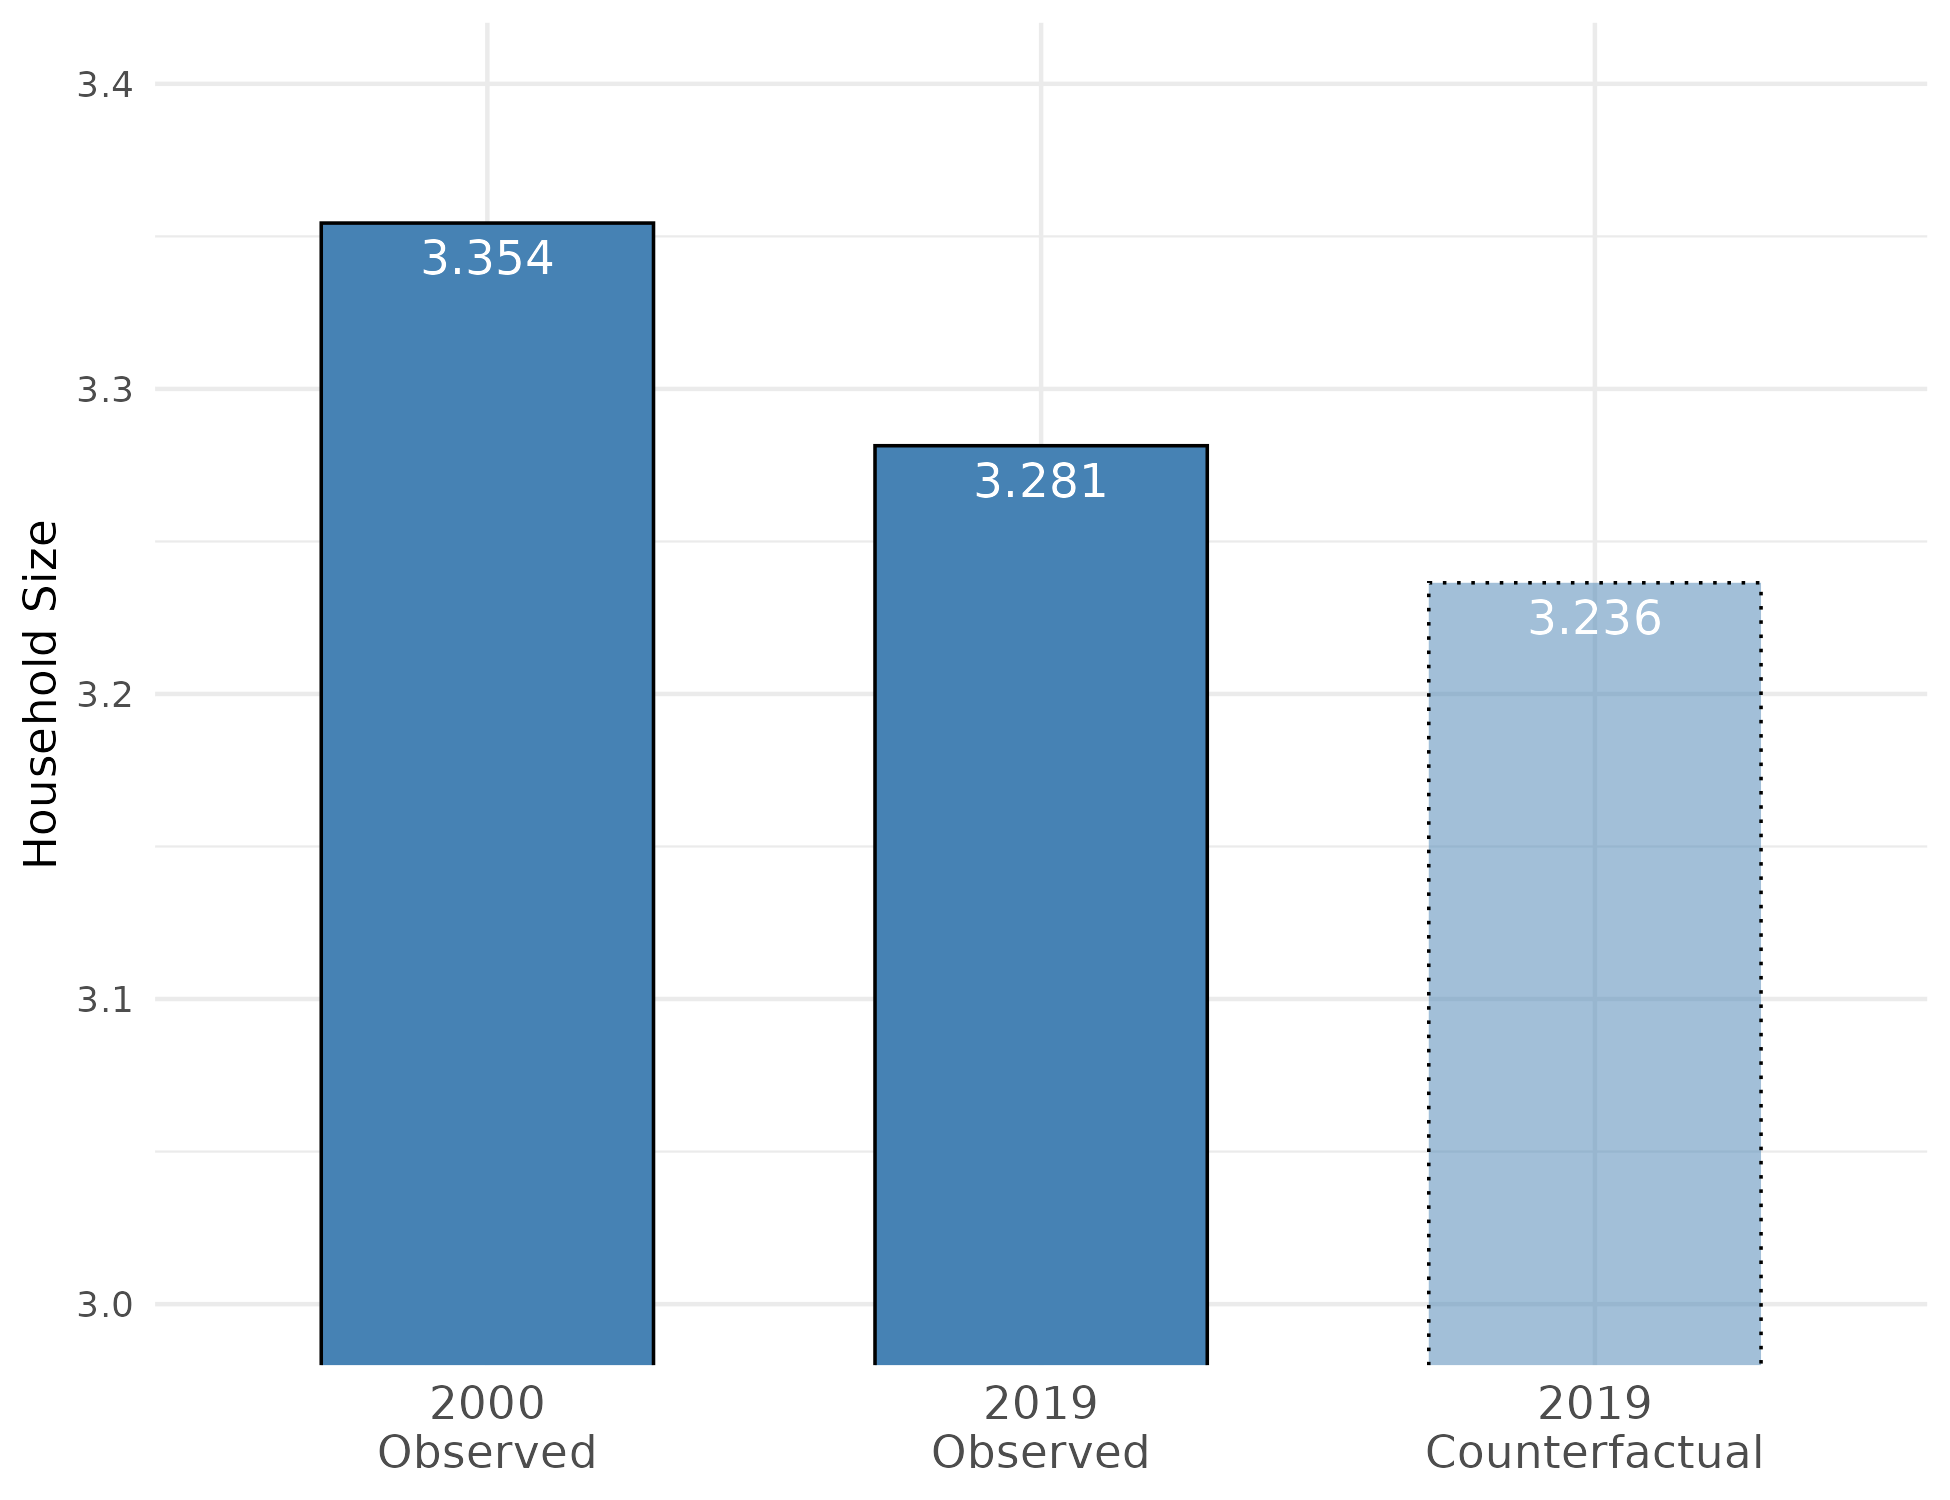 3.4
3.3
3.2
3.1
3.0
Household Size
3.354
3.281
3.236
2000
Observed
2019
Observed
2019
Counterfactual